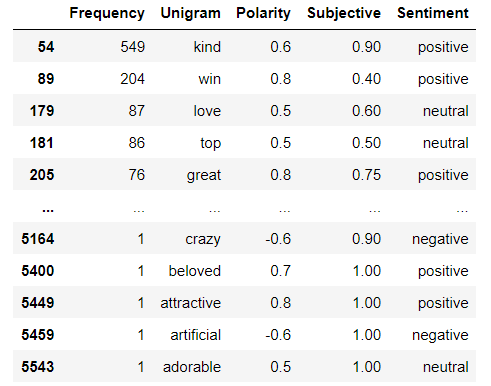 Frequency Unigram Polarity Subjective Sentiment
54 549 kind 0.6 0.90 positive
89 204 win 0.8 0.40 positive
179 87 love 0.5 0.60 neutral
181 86 top 0.5 0.50 neutral
205 76 great 0.8 0.75 positive
... ... ... ... ... ...
5164 1 crazy -0.6 0.90 negative
5400 1 beloved 0.7 1.00 positive
5449 1 attractive 0.8 1.00 positive
5459 1 artificial -0.6 1.00 negative
5543 1 adorable 0.5 1.00 neutral